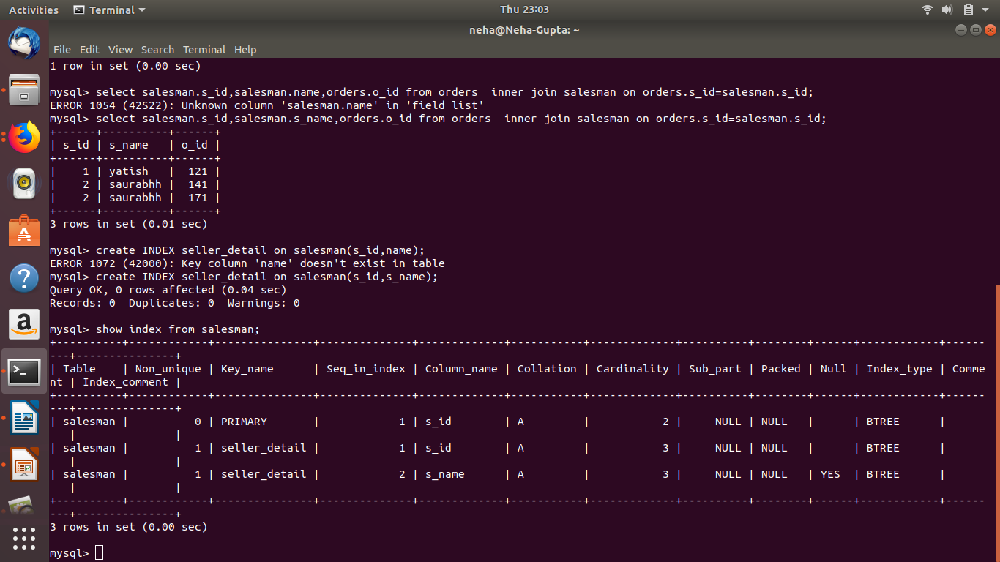 Activities Terminal Thu 23:03
neha@Neha-Gupta: ~
File Edit View Search Terminal Help
1 row in set (0.00 sec)
mysql> select salesman.s_id,salesman.name,orders.o_id from orders  inner join salesman on orders.s_id=salesman.s_id;
ERROR 1054 (42S22): Unknown column 'salesman.name' in 'field list'
mysql> select salesman.s_id,salesman.s_name,orders.o_id from orders  inner join salesman on orders.s_id=salesman.s_id;
+------+----------+------+
| s_id | s_name   | o_id |
+------+----------+------+
|    1 | yatish   |  121 |
|    2 | saurabhh |  141 |
|    2 | saurabhh |  171 |
+------+----------+------+
3 rows in set (0.01 sec)
mysql> create INDEX seller_detail on salesman(s_id,name);
ERROR 1072 (42000): Key column 'name' doesn't exist in table
mysql> create INDEX seller_detail on salesman(s_id,s_name);
Query OK, 0 rows affected (0.04 sec)
Records: 0  Duplicates: 0  Warnings: 0
mysql> show index from salesman;
+----------+------------+---------------+--------------+-------------+-----------+-------------+----------+--------+------+------------+------
---+---------------+
| Table    | Non_unique | Key_name      | Seq_in_index | Column_name | Collation | Cardinality | Sub_part | Packed | Null | Index_type | Comme
nt | Index_comment |
+----------+------------+---------------+--------------+-------------+-----------+-------------+----------+--------+------+------------+------
---+---------------+
| salesman |          0 | PRIMARY       |            1 | s_id        | A         |           2 |     NULL | NULL   |      | BTREE      |
   |               |
| salesman |          1 | seller_detail |            1 | s_id        | A         |           3 |     NULL | NULL   |      | BTREE      |
   |               |
| salesman |          1 | seller_detail |            2 | s_name      | A         |           3 |     NULL | NULL   | YES  | BTREE      |
   |               |
+----------+------------+---------------+--------------+-------------+-----------+-------------+----------+--------+------+------------+------
---+---------------+
3 rows in set (0.00 sec)
mysql>